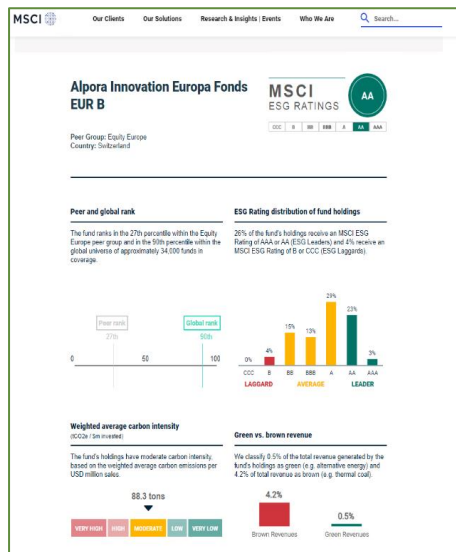 MSCI
Our Clients Our Solutions Research & Insights | Events Who We Are Search...
Alpora Innovation Europa Fonds
EUR B
Peer Group: Equity Europe
Country: Switzerland
MSCI
ESG RATINGS
AA
CCC B BB BBB A AA AAA
Peer and global rank
The fund ranks in the 27th percentile within the Equity
Europe peer group and in the 90th percentile within the
global universe of approximately 34,000 funds in
coverage.
Peer rank Global rank
27th 90th
0 50 100
ESG Rating distribution of fund holdings
26% of the fund's holdings receive an MSCI ESG
Rating of AAA or AA (ESG Leaders) and 4% receive an
MSCI ESG Rating of B or CCC (ESG Laggards).
0% 4% 15% 13% 29% 23% 3%
CCC B BB BBB A AA AAA
LAGGARD AVERAGE LEADER
Weighted average carbon intensity
(tCO2e / $m invested)
The fund's holdings have moderate carbon intensity,
based on the weighted average carbon emissions per
USD million sales.
88.3 tons
VERY HIGH HIGH MODERATE LOW VERY LOW
Green vs. brown revenue
We classify 0.5% of the total revenue generated by the
fund's holdings as green (e.g. alternative energy) and
4.2% of total revenue as brown (e.g. thermal coal).
4.2% 0.5%
Brown Revenues Green Revenues